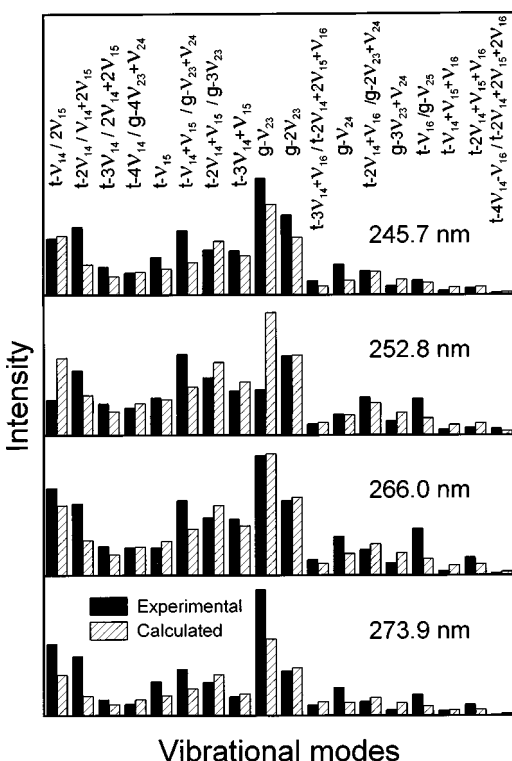 t-ν14 / 2ν15
t-2ν14 / ν14+2ν15
t-3ν14 / 2ν14+2ν15
t-4ν14 / g-4ν23+ν24
t-ν15
t-ν14+ν15 / g-ν23+ν24
t-2ν14+ν15 / g-3ν23
t-3ν14+ν15
g-ν23
g-2ν23
t-3ν14+ν16 / t-2ν14+2ν15+ν16
g-ν24
t-2ν14+ν16 /g-2ν23+ν24
g-3ν23+ν24
t-ν16/g-ν25
t-ν14+ν15+ν16
t-2ν14+ν15+ν16
t-4ν14-ν16 / t-2ν14+2ν15+2ν16
245.7 nm
252.8 nm
266.0 nm
Experimental
Calculated
273.9 nm
Intensity
Vibrational modes